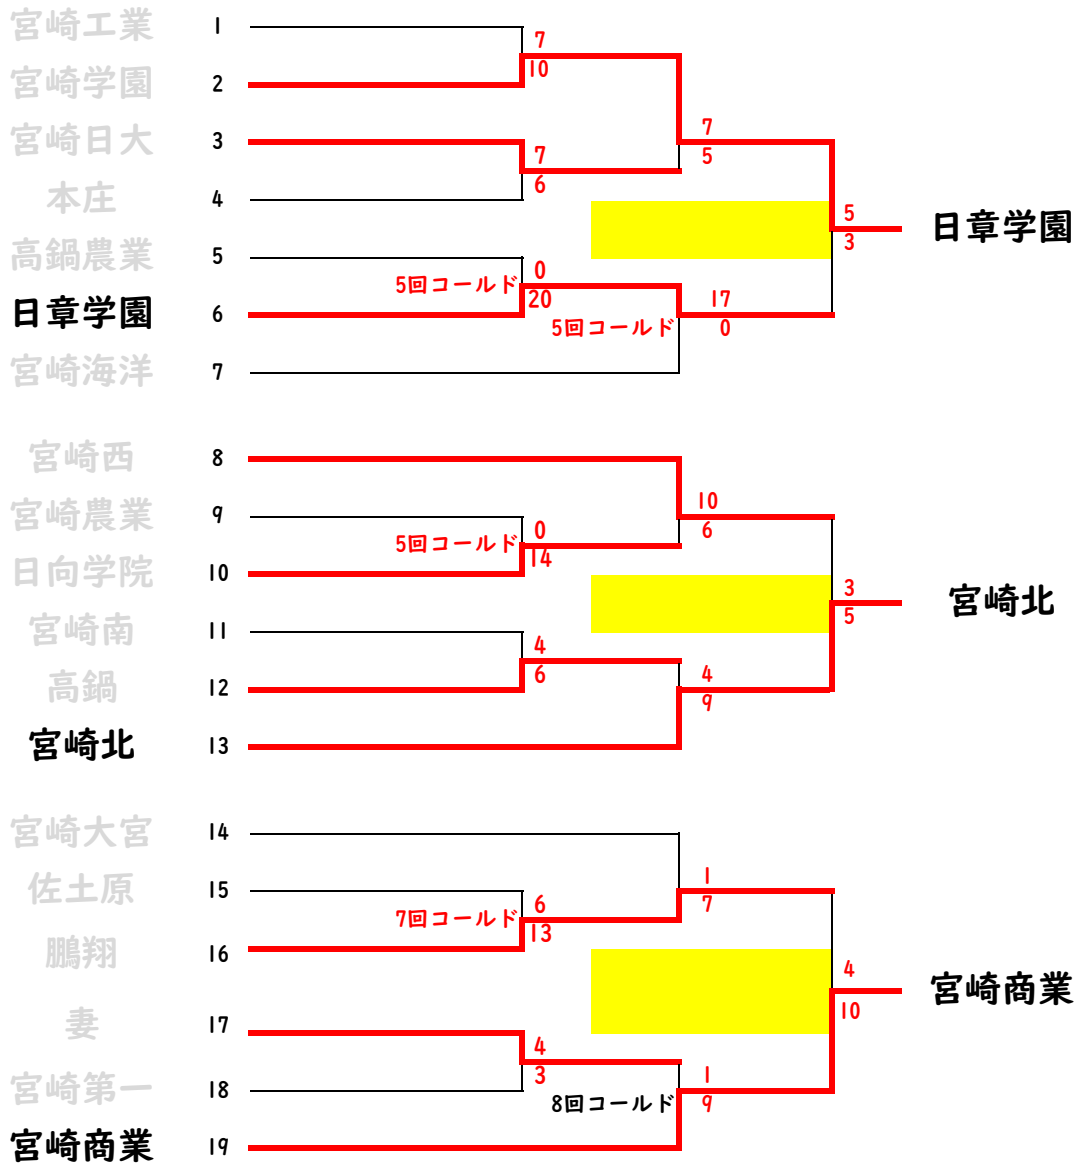 宮崎工業 1
7
10
宮崎学園 2
宮崎日大 3
7
5
7
6
本庄 4
5
3
日章学園
高鍋農業 5
5回コールド
0
20
17
0
日章学園 6
5回コールド
宮崎海洋 7
宮崎西 8
10
6
宮崎農業 9
5回コールド
0
14
日向学院 10
3
5
宮崎北
宮崎南 11
4
6
4
9
高鍋 12
宮崎北 13
宮崎大宮 14
1
7
佐土原 15
7回コールド
6
13
鵬翔 16
4
10
宮崎商業
妻 17
4
3
1
9
宮崎第一 18
8回コールド
宮崎商業 19